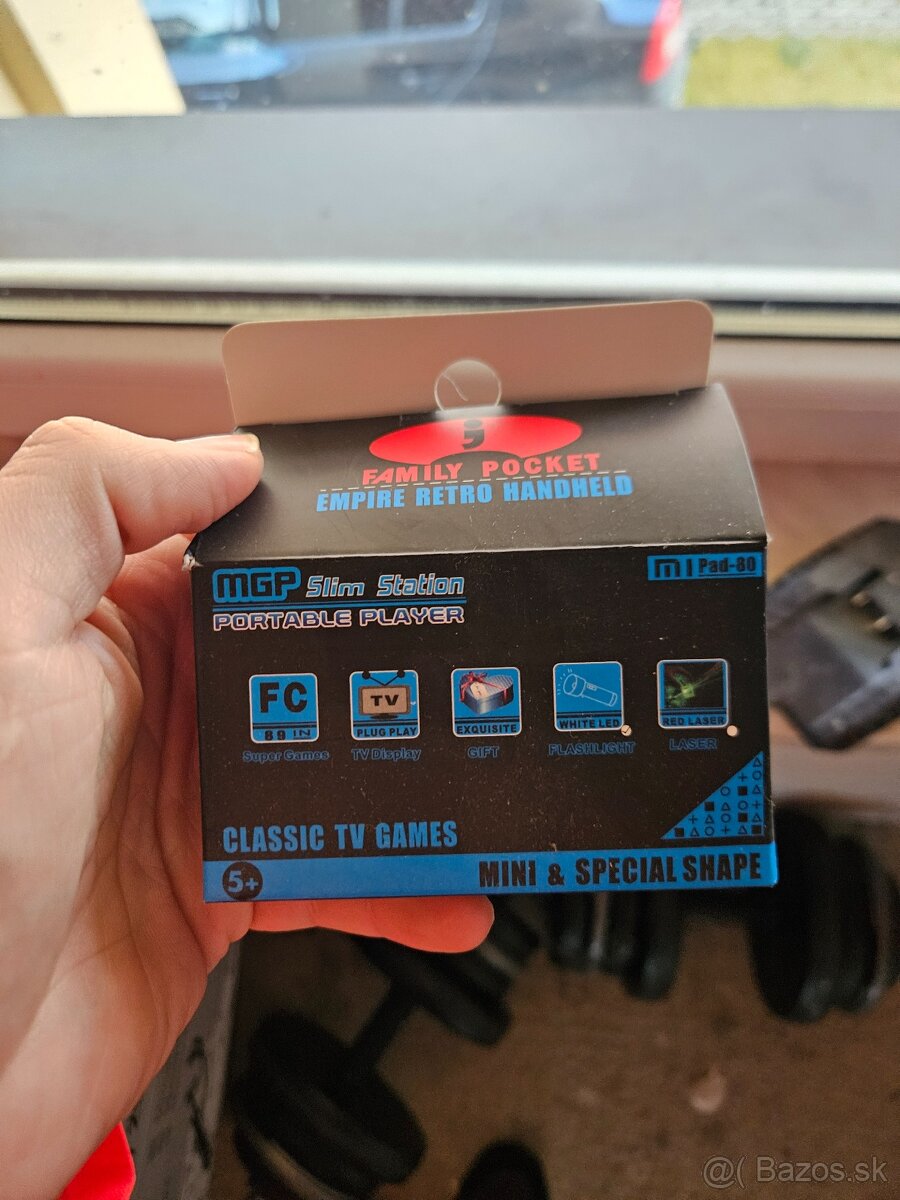 FAMILY POCKET
EMPIRE RETRO HANDHELD
MGP Slim Station
PORTABLE PLAYER
Pad-80
FC
89 IN
Super Games
TV
PLUG PLAY
TV Display
EXQUISITE
GIFT
WHITE LED
FLASHLIGHT
RED LASER
LASER
CLASSIC TV GAMES
5+
MINI & SPECIAL SHAPE
@( Bazos.sk